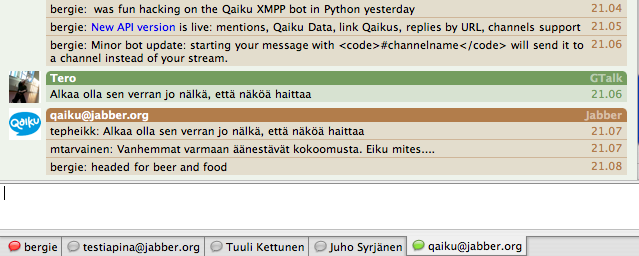 bergie: was fun hacking on the Qaiku XMPP bot in Python yesterday 21.04
bergie: New API version is live: mentions, Qaiku Data, link Qaikus, replies by URL, channels support 21.05
bergie: Minor bot update: starting your message with <code>#channelname</code> will send it to 21.06
a channel instead of your stream.
Tero GTalk
Alkaa olla sen verran jo nälkä, että näköä haittaa 21.06
Qaiku
qaiku@jabber.org Jabber
tepheikk: Alkaa olla sen verran jo nälkä, että näköä haittaa 21.07
mtarvainen: Vanhemmat varmaan äänestävät kokoomusta. Eiku mites.... 21.07
bergie: headed for beer and food 21.08
bergie testiapina@jabber.org Tuuli Kettunen Juho Syrjänen qaiku@jabber.org